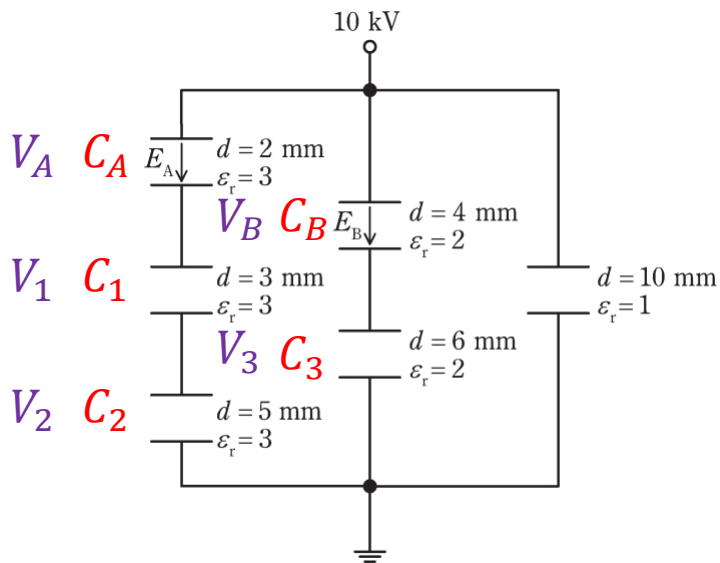 10 kV
V_A C_A E_A d = 2 mm
ε_r = 3
V_B C_B E_B d = 4 mm
ε_r = 2
V_1 C_1 d = 3 mm
ε_r = 3
d = 10 mm
ε_r = 1
V_3 C_3 d = 6 mm
ε_r = 2
V_2 C_2 d = 5 mm
ε_r = 3